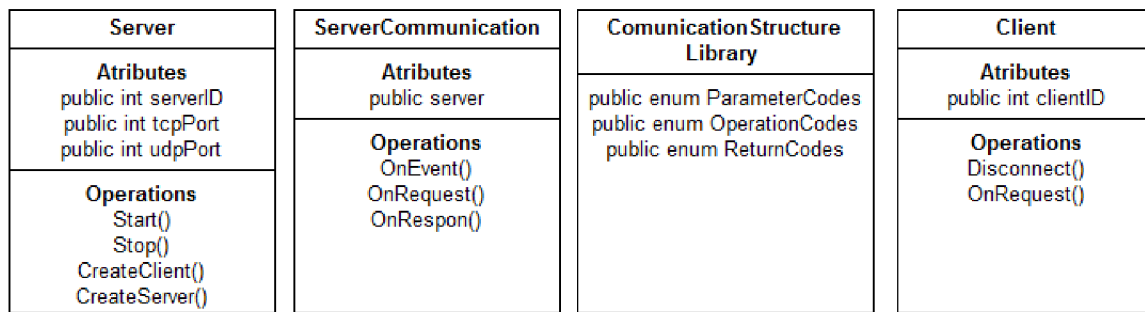 Server
Atributes
public int serverID
public int tcpPort
public int udpPort
Operations
Start()
Stop()
CreateClient()
CreateServer()
ServerCommunication
Atributes
public server
Operations
OnEvent()
OnRequest()
OnRespon()
ComunicationStructure
Library
public enum ParameterCodes
public enum OperationCodes
public enum ReturnCodes
Client
Atributes
public int clientID
Operations
Disconnect()
OnRequest()